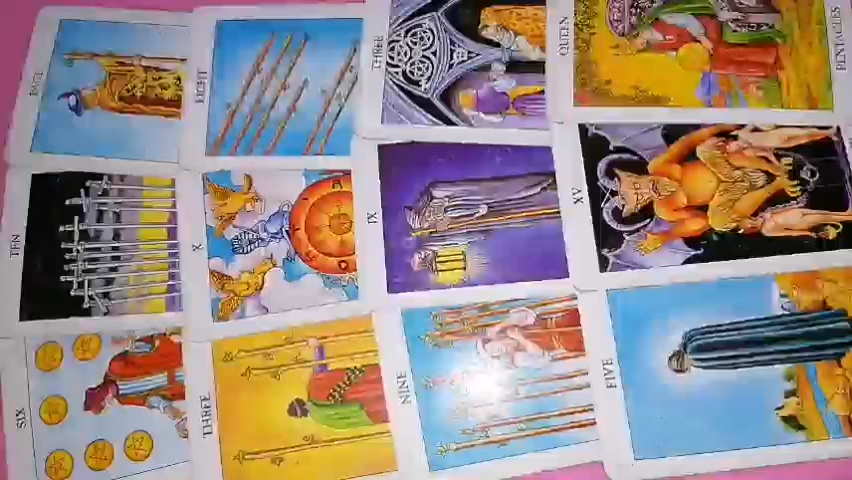 PAGE
EIGHT
THREE
QUEEN
PENTACLES
TEN
X
IX
XV
SIX
THREE
NINE
FIVE